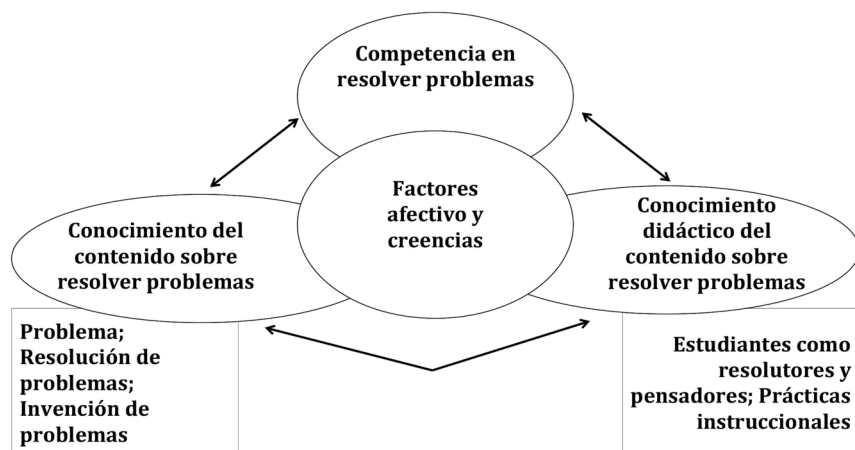 Competencia en
resolver problemas
Factores
afectivo y
creencias
Conocimiento del
contenido sobre
resolver problemas
Conocimiento
didáctico del
contenido sobre
resolver problemas
Problema;
Resolución de
problemas;
Invención de
problemas
Estudiantes como
resolutores y
pensadores; Prácticas
instruccionales